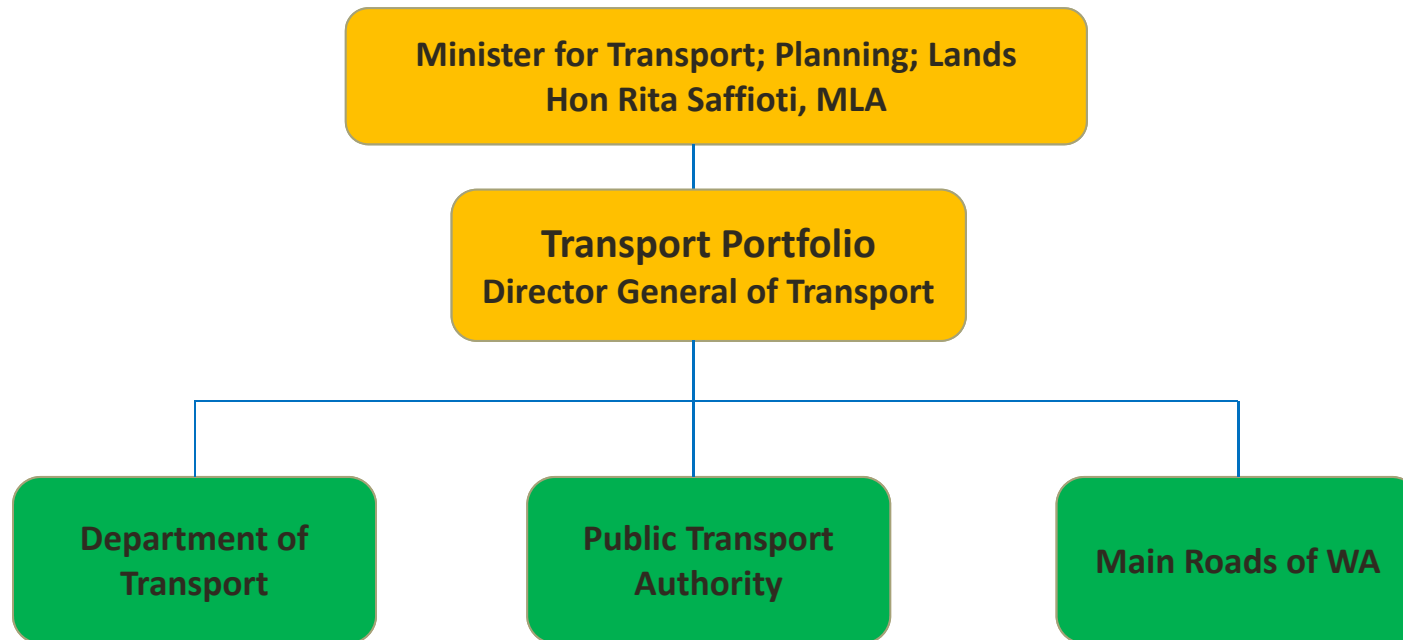 Minister for Transport; Planning; Lands
Hon Rita Saffioti, MLA
Transport Portfolio
Director General of Transport
Department of
Transport
Public Transport
Authority
Main Roads of WA